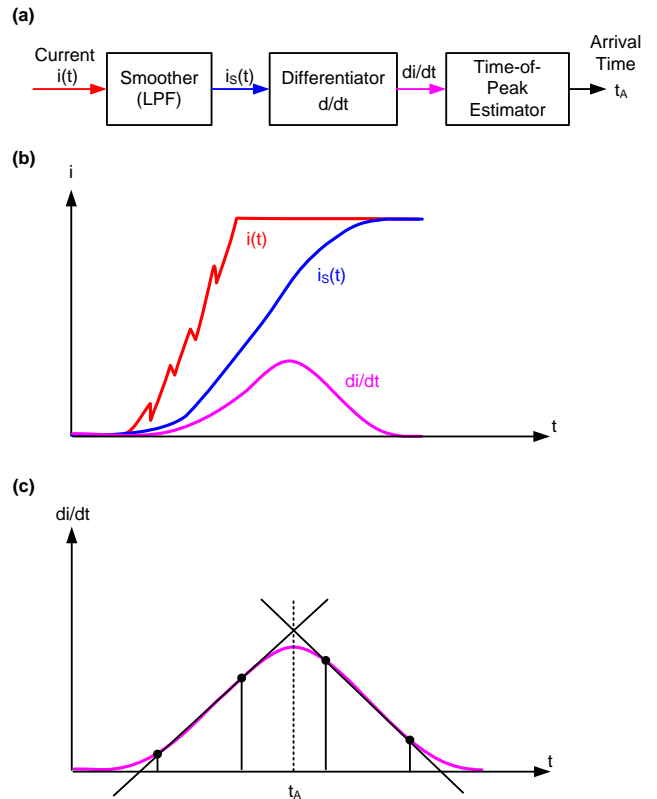 (a)
Current
i(t)
Smoother
(LPF)
iS(t)
Differentiator
d/dt
di/dt
Time-of-
Peak
Estimator
Arrival
Time
tA
(b)
i
i(t)
iS(t)
di/dt
t
(c)
di/dt
t
tA